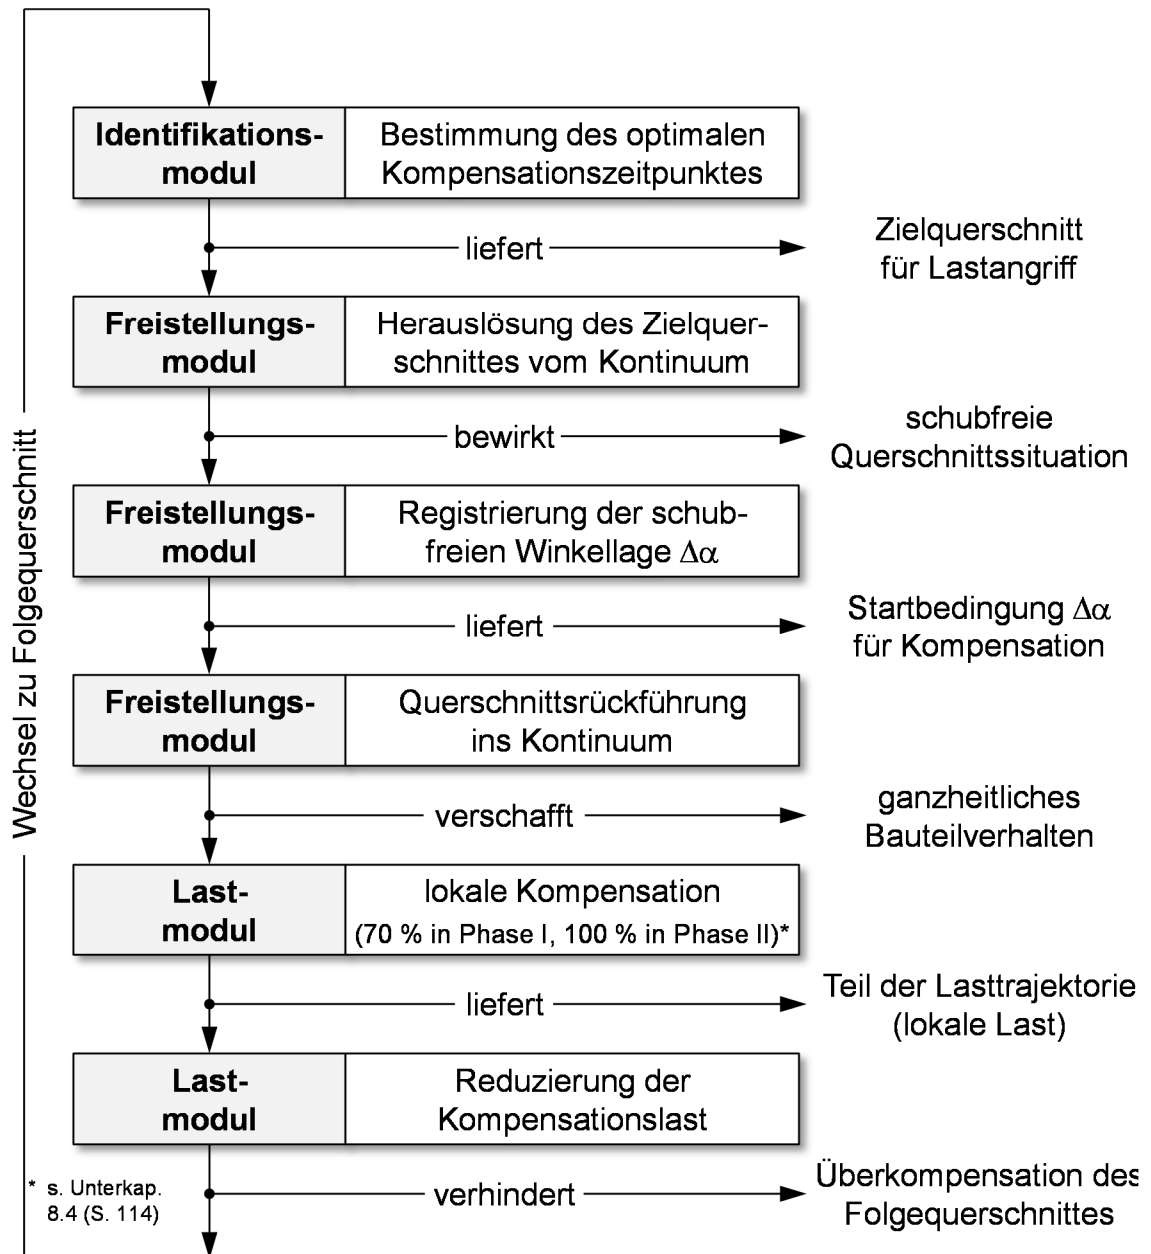 Identifikations-
modul
Bestimmung des optimalen
Kompensationszeitpunktes
liefert
Zielquerschnitt
für Lastangriff
Freistellungs-
modul
Herauslösung des Zielquer-
schnittes vom Kontinuum
bewirkt
schubfreie
Querschnittssituation
Freistellungs-
modul
Registrierung der schub-
freien Winkellage Δα
liefert
Startbedingung Δα
für Kompensation
Freistellungs-
modul
Querschnittsrückführung
ins Kontinuum
verschafft
ganzheitliches
Bauteilverhalten
Last-
modul
lokale Kompensation
(70 % in Phase I, 100 % in Phase II)*
liefert
Teil der Lasttrajektorie
(lokale Last)
Last-
modul
Reduzierung der
Kompensationslast
verhindert
Überkompensation des
Folgequerschnittes
Wechsel zu Folgequerschnitt
* s. Unterkap.
8.4 (S. 114)